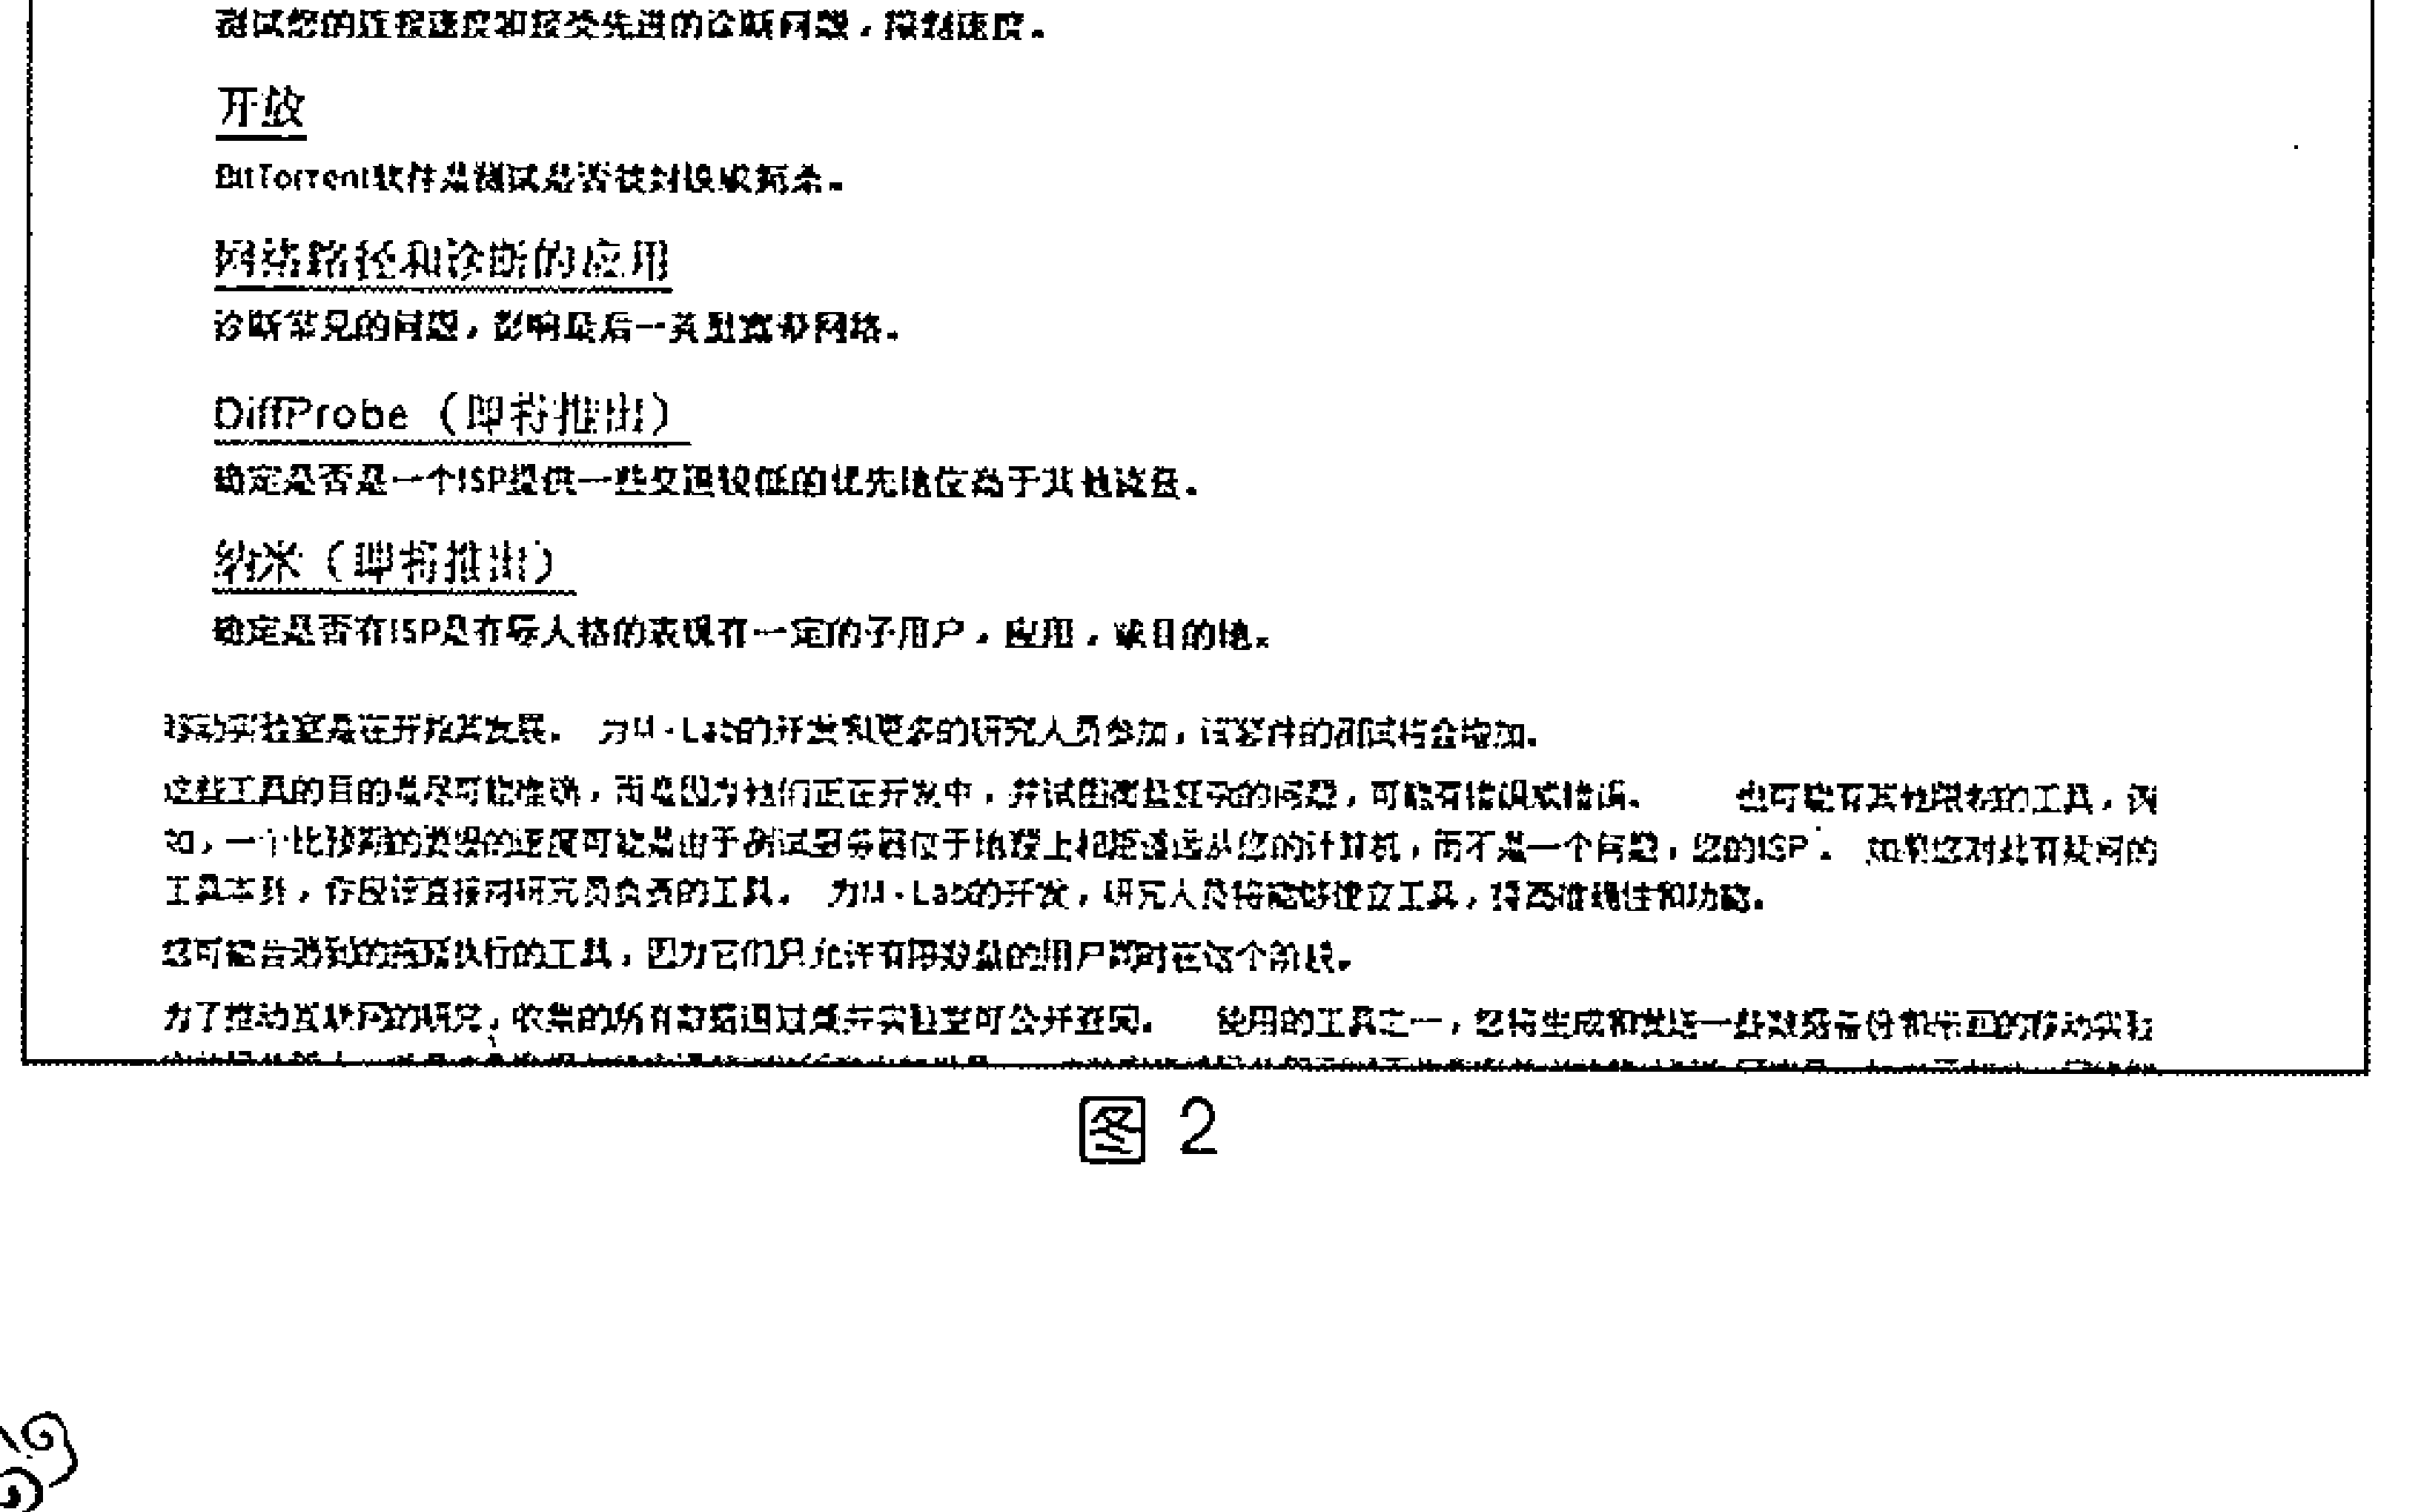 测试您的连接速度和接受先进的诊断问题，限制速度。
开放
BitTorrent软件是测试是否被封锁或扼杀。
网络路径和诊断的应用
诊断常见的问题，影响最后一英里宽带网络。
DiffProbe（即将推出）
确定是否是一个ISP提供一些交通较低的优先地位高于其他流量。
纳米（即将推出）
确定是否有ISP是有辱人格的表现有一定的子用户，应用，或目的地。
移动实验室是在开放其发展。 为M-Lab的开发和更多的研究人员参加，该套件的测试将会增加。
这些工具的目的是尽可能准确，而是因为他们正在开发中，并试图衡量复杂的问题，可能有错误或错误。 也可能有其他限制的工具，例
如，一个比预期的更慢的速度可能是由于测试服务器位于地理上相距遥远从您的计算机，而不是一个问题，您的ISP。 如果您对此有疑问的
工具本身，你应该直接对研究员负责的工具。 为M-Lab的开发，研究人员将能够建立工具，提高准确性和功能。
您可能会遇到的 执行的工具，因为它们只允许有限数量的用户同时在这个阶段。
为了推动互联网的研究，收集的所有数据通过 实验室可公开 使用的工具之一，您将生成和发送一些数据 移动实验
图 2